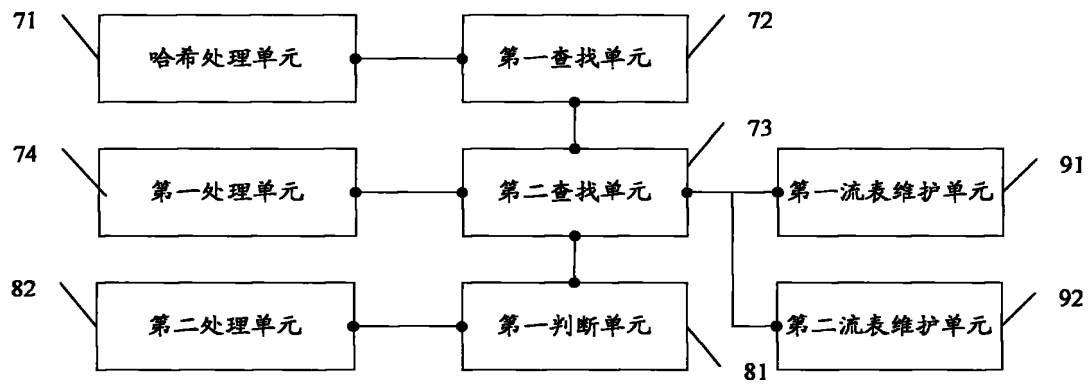 71
哈希处理单元
72
第一查找单元
74
第一处理单元
73
第二查找单元
91
第一流表维护单元
82
第二处理单元
81
第一判断单元
92
第二流表维护单元